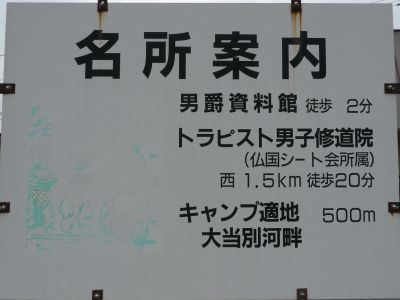 名所案内
男爵資料館 徒歩 2分
トラピスト男子修道院
(仏国シート会所属)
西 1.5km 徒歩20分
キャンプ適地 500m
大当別河畔